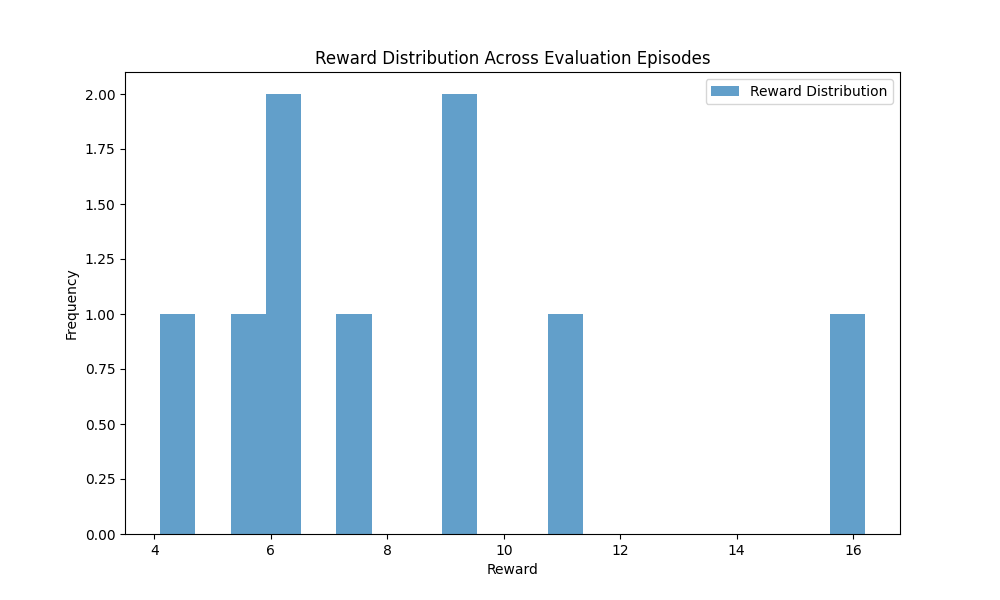 Reward Distribution Across Evaluation Episodes
Reward Distribution
2.00
1.75
1.50
1.25
1.00
0.75
0.50
0.25
0.00
Frequency
4 6 8 10 12 14 16
Reward